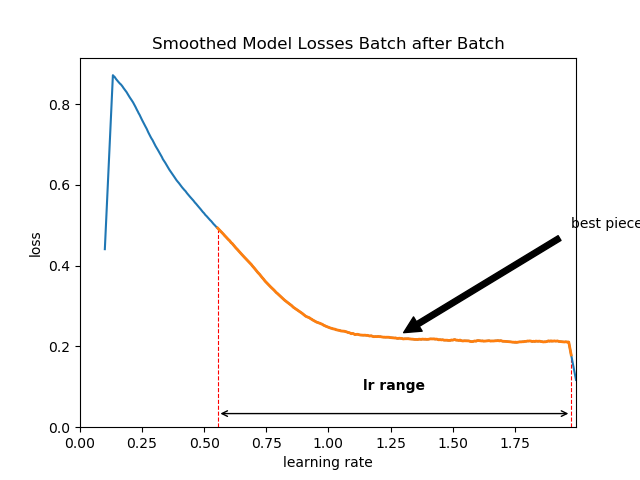 Smoothed Model Losses Batch after Batch
0.8
0.6
0.4
0.2
0.0
loss
best piece
lr range
0.00 0.25 0.50 0.75 1.00 1.25 1.50 1.75
learning rate